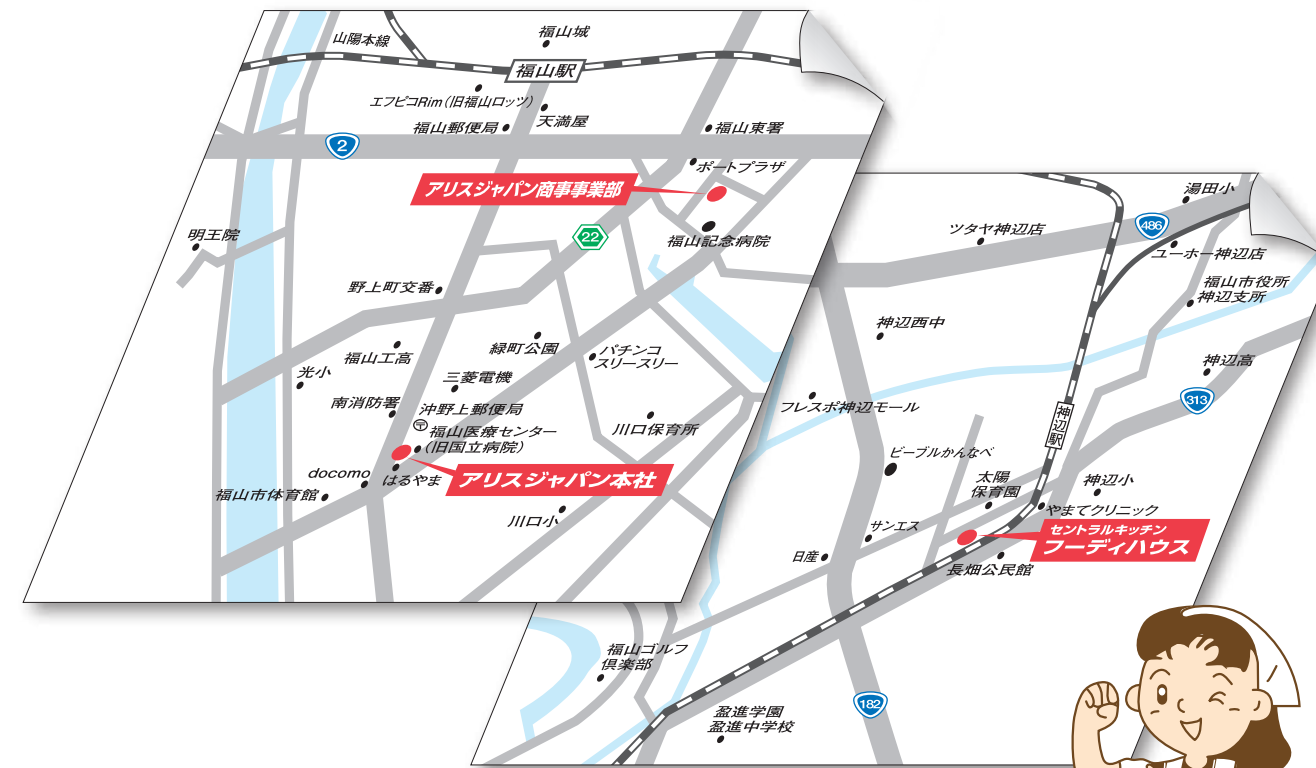 山陽本線
福山城
福山駅
エフピコRim(旧福山ロッツ)
天満屋
福山郵便局
福山東署
2
ポートプラザ
アリスジャパン商事事業部
22
福山記念病院
明王院
野上町交番
緑町公園
パチンコ
スリースリー
福山工高
光小
三菱電機
南消防署
沖野上郵便局
福山医療センター
(旧国立病院)
川口保育所
docomo
はるやま
アリスジャパン本社
福山市体育館
川口小
湯田小
486
ツタヤ神辺店
ユーホー神辺店
福山市役所
神辺支所
神辺西中
神辺高
313
フレスポ神辺モール
神辺駅
ビーブルかんなべ
太陽
保育園
神辺小
やまてクリニック
サンエス
セントラルキッチン
フーディハウス
日産
長畑公民館
福山ゴルフ
倶楽部
182
盈進学園
盈進中学校